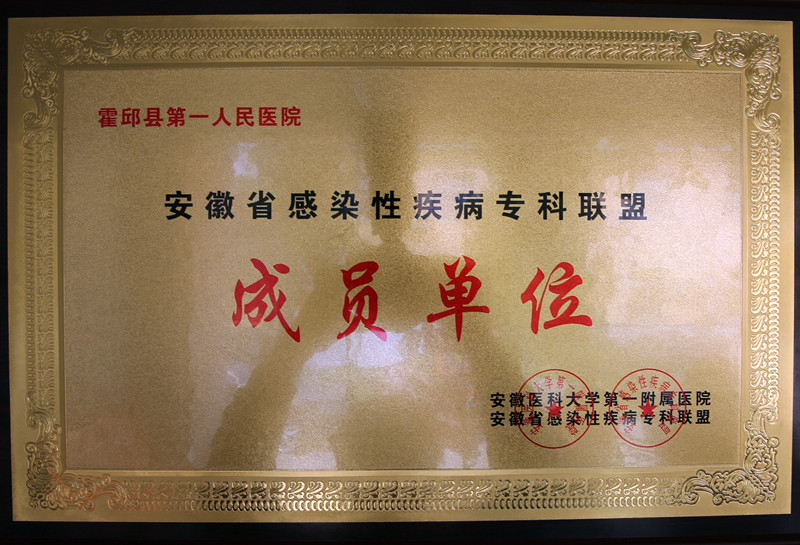 霍邱县第一人民医院
安徽省感染性疾病专科联盟
成员单位
安徽医科大学第一附属医院
安徽省感染性疾病专科联盟